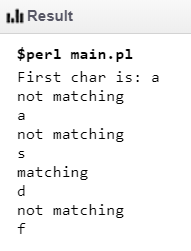 Result
$perl main.pl
First char is: a
not matching
a
not matching
s
matching
d
not matching
f